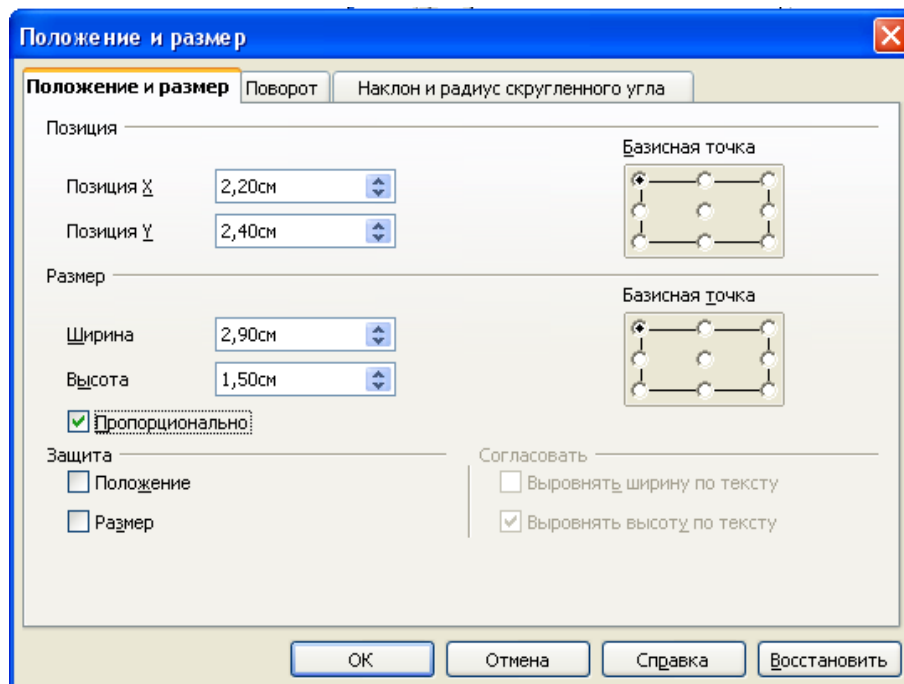 Положение и размер
Положение и размер Поворот Наклон и радиус скругленного угла
Позиция
Базисная точка
Позиция X 2,20см
Позиция Y 2,40см
Размер
Базисная точка
Ширина 2,90см
Высота 1,50см
Пропорционально
Защита Согласовать
Положение Выровнять ширину по тексту
Размер Выровнять высоту по тексту
ОК Отмена Справка Восстановить